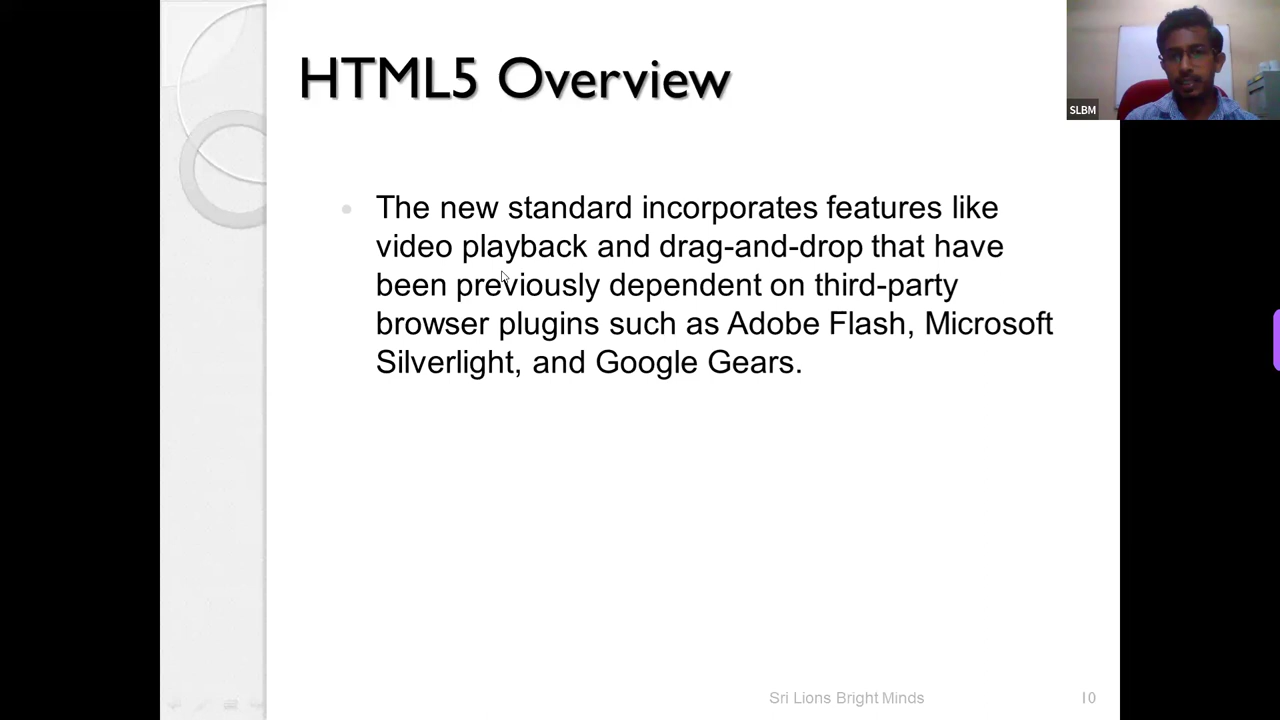 HTML5 Overview
SLBM
The new standard incorporates features like
video playback and drag-and-drop that have
been previously dependent on third-party
browser plugins such as Adobe Flash, Microsoft
Silverlight, and Google Gears.
Sri Lions Bright Minds
10